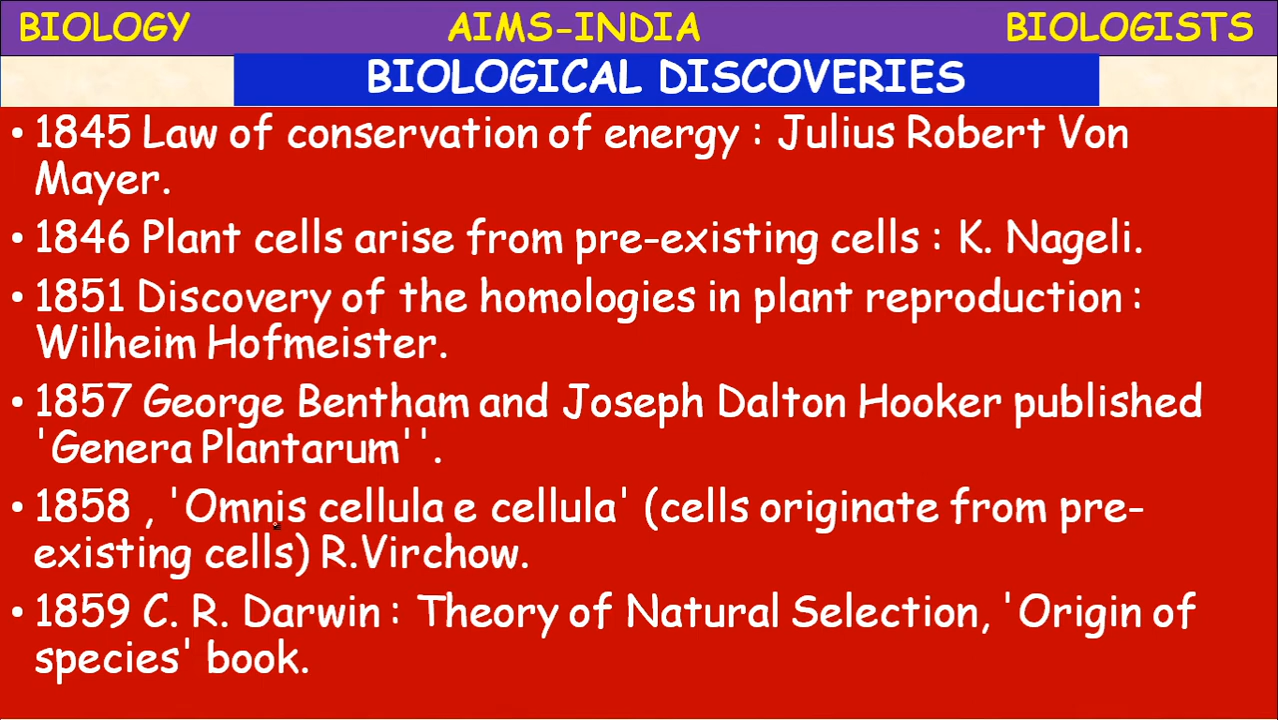 BIOLOGY AIMS-INDIA BIOLOGISTS
BIOLOGICAL DISCOVERIES
• 1845 Law of conservation of energy : Julius Robert Von
Mayer.
• 1846 Plant cells arise from pre-existing cells : K. Nageli.
• 1851 Discovery of the homologies in plant reproduction :
Wilheim Hofmeister.
• 1857 George Bentham and Joseph Dalton Hooker published
'Genera Plantarum''.
• 1858 , 'Omnis cellula e cellula' (cells originate from pre-
existing cells) R.Virchow.
• 1859 C. R. Darwin : Theory of Natural Selection, 'Origin of
species' book.